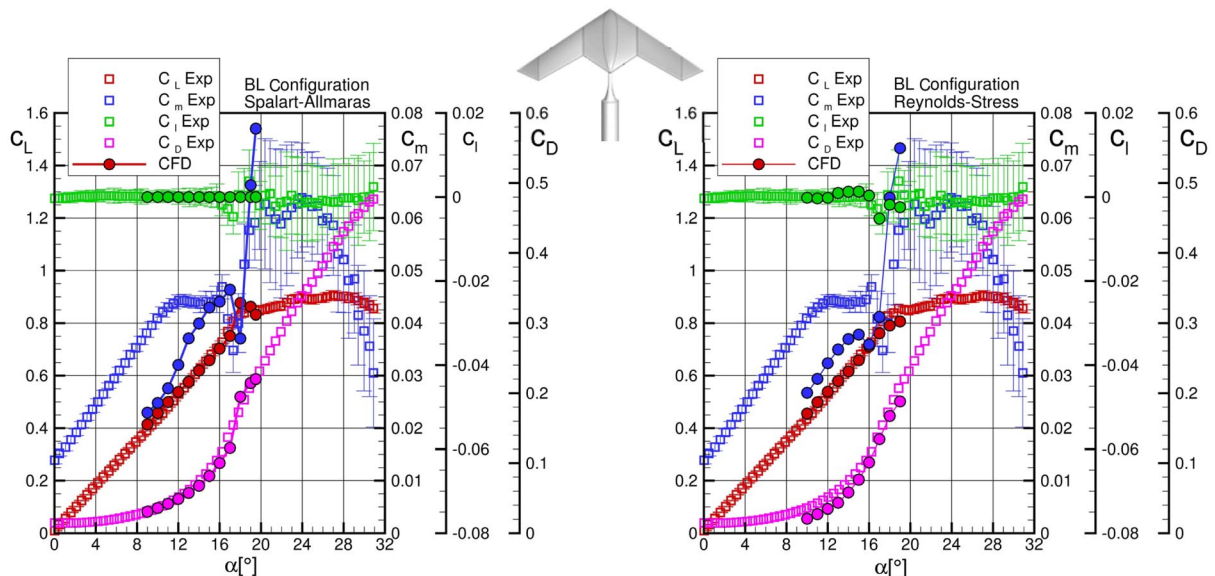 C L Exp
C m Exp
C l Exp
C D Exp
CFD
BL Configuration
Spalart-Allmaras
C L
1.6
1.4
1.2
1
0.8
0.6
0.4
0.2
0
0 4 8 12 16 20 24 28 32
α[°]
C m
0.08
0.07
0.06
0.05
0.04
0.03
0.02
0.01
0
C l
0.02
0
-0.02
-0.04
-0.06
-0.08
C D
0.6
0.5
0.4
0.3
0.2
0.1
0
C L Exp
C m Exp
C l Exp
C D Exp
CFD
BL Configuration
Reynolds-Stress
C L
1.6
1.4
1.2
1
0.8
0.6
0.4
0.2
0
0 4 8 12 16 20 24 28 32
α[°]
C m
0.08
0.07
0.06
0.05
0.04
0.03
0.02
0.01
0
C l
0.02
0
-0.02
-0.04
-0.06
-0.08
C D
0.6
0.5
0.4
0.3
0.2
0.1
0